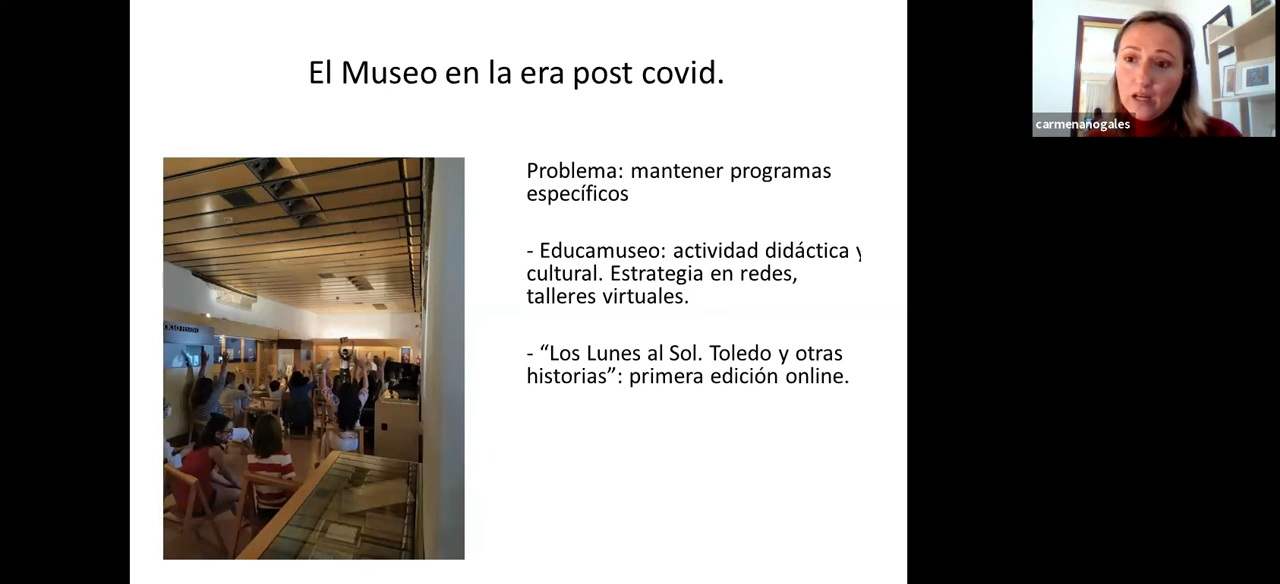 El Museo en la era post covid.
carmenanogales
Problema: mantener programas
específicos
- Educamuseo: actividad didáctica y
cultural. Estrategia en redes,
talleres virtuales.
- “Los Lunes al Sol. Toledo y otras
historias”: primera edición online.